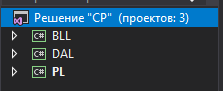 Решение "CP" (проектов: 3)
C# BLL
C# DAL
C# PL